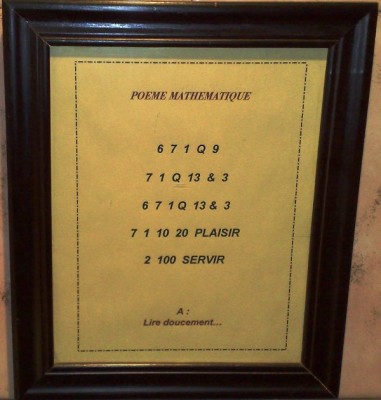 POEME MATHEMATIQUE
6 7 1 Q 9
7 1 Q 13 & 3
6 7 1 Q 13 & 3
7 1 10 20 PLAISIR
2 100 SERVIR
A :
Lire doucement...